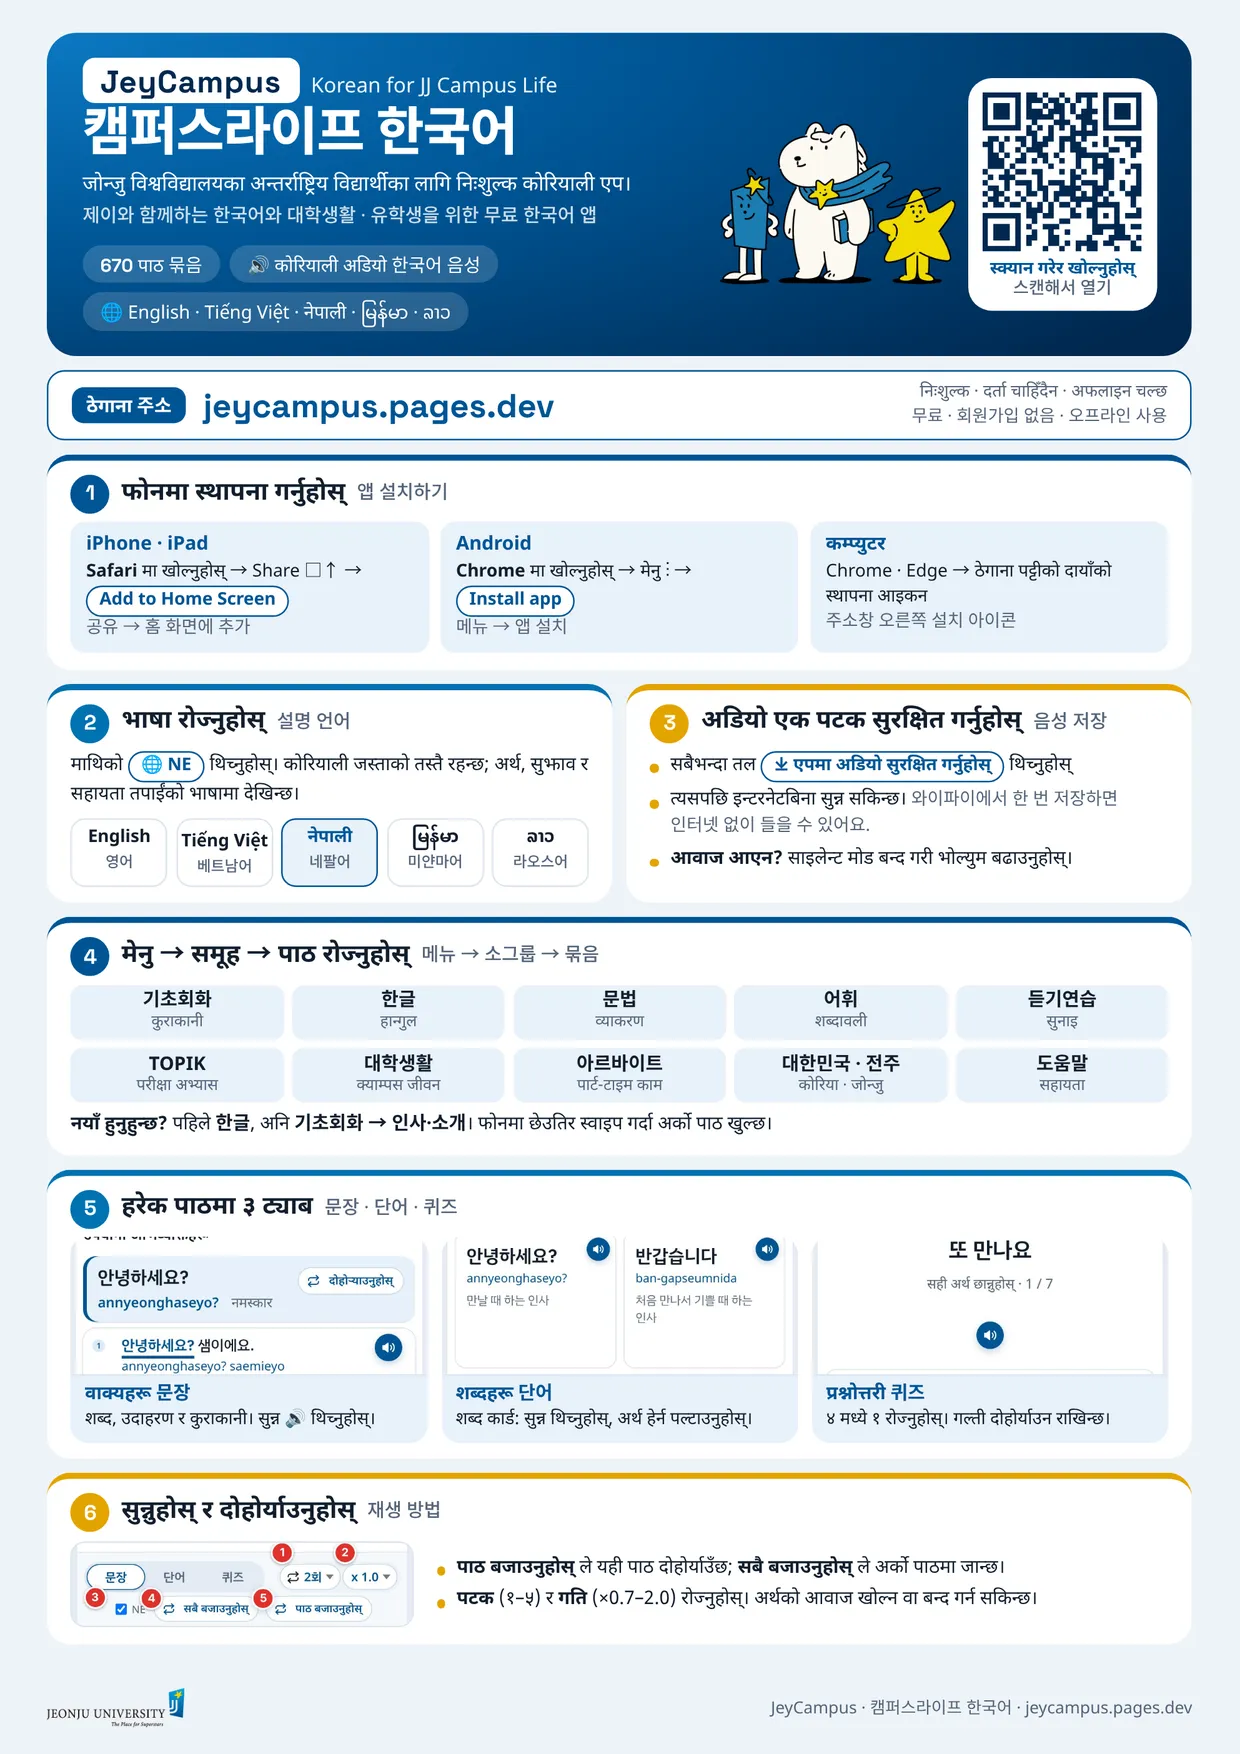 JeyCampus Korean for JJ Campus Life
캠퍼스라이프 한국어
जोन्जु विश्वविद्यालयका अन्तर्राष्ट्रिय विद्यार्थीका लागि निःशुल्क कोरियाली एप।
제이와 함께하는 한국어와 대학생활 · 유학생을 위한 무료 한국어 앱
670 पाठ 묶음
🔊 कोरियाली अडियो 한국어 음성
🌐 English · Tiếng Việt · नेपाली · မြန်မာ · ລາວ
स्क्यान गरेर खोल्नुहोस्
스캔해서 열기
ठेगाना 주소 jeycampus.pages.dev
निःशुल्क · दर्ता चाहिँदैन · अफलाइन चल्छ
무료 · 회원가입 없음 · 오프라인 사용
1 फोनमा स्थापना गर्नुहोस् 앱 설치하기
iPhone · iPad
Safari मा खोल्नुहोस् → Share □↑ →
Add to Home Screen
공유 → 홈 화면에 추가
Android
Chrome मा खोल्नुहोस् → मेनु ⋮ →
Install app
메뉴 → 앱 설치
कम्प्युटर
Chrome · Edge → ठेगाना पट्टीको दायाँको
स्थापना आइकन
주소창 오른쪽 설치 아이콘
2 भाषा रोज्नुहोस् 설명 언어
माथिको 🌐 NE थिच्नुहोस्। कोरियाली जस्ताको तस्तै रहन्छ; अर्थ, सुझाव र
सहायता तपाईंको भाषामा देखिन्छ।
English
영어
Tiếng Việt
베트남어
नेपाली
네팔어
မြန်မာ
미얀마어
ລາວ
라오스어
3 अडियो एक पटक सुरक्षित गर्नुहोस् 음성 저장
सबैभन्दा तल एपमा अडियो सुरक्षित गर्नुहोस् थिच्नुहोस्
त्यसपछि इन्टरनेटबिना सुन्न सकिन्छ। 와이파이에서 한 번 저장하면
인터넷 없이 들을 수 있어요.
आवाज आएन? साइलेन्ट मोड बन्द गरी भोल्युम बढाउनुहोस्।
4 मेनु → समूह → पाठ रोज्नुहोस् 메뉴 → 소그룹 → 묶음
기초회화
कुराकानी
한글
हान्गुल
문법
व्याकरण
어휘
शब्दावली
듣기연습
सुनाइ
TOPIK
परीक्षा अभ्यास
대학생활
क्याम्पस जीवन
아르바이트
पार्ट-टाइम काम
대한민국 · 전주
कोरिया · जोन्जु
도움말
सहायता
नयाँ हुनुहुन्छ? पहिले 한글, अनि 기초회화 → 인사·소개। फोनमा छेउतिर स्वाइप गर्दा अर्को पाठ खुल्छ।
5 हरेक पाठमा ३ ट्याब 문장 · 단어 · 퀴즈
안녕하세요?
दोहोऱ्याउनुहोस्
annyeonghaseyo? नमस्कार
1 안녕하세요? 샘이에요.
annyeonghaseyo? saemieyo
वाक्यहरू 문장
शब्द, उदाहरण र कुराकानी। सुन्न 🔊 थिच्नुहोस्।
안녕하세요?
annyeonghaseyo?
만날 때 하는 인사
반갑습니다
ban-gapseumnida
처음 만나서 기쁠 때 하는
인사
शब्दहरू 단어
शब्द कार्ड: सुन्न थिच्नुहोस्, अर्थ हेर्न पल्टाउनुहोस्।
또 만나요
सही अर्थ छान्नुहोस् · 1 / 7
प्रश्नोत्तरी 퀴즈
४ मध्ये १ रोज्नुहोस्। गल्ती दोहोर्याउन राखिन्छ।
6 सुन्नुहोस् र दोहोर्याउनुहोस् 재생 방법
1 2
문장 단어 퀴즈 2회 x 1.0
3 NE 4 सबै बजाउनुहोस् 5 पाठ बजाउनुहोस्
पाठ बजाउनुहोस् ले यही पाठ दोहोर्याउँछ; सबै बजाउनुहोस् ले अर्को पाठमा जान्छ।
पटक (१–५) र गति (×0.7–2.0) रोज्नुहोस्। अर्थको आवाज खोल्न वा बन्द गर्न सकिन्छ।
JEONJU UNIVERSITY JJ
The Place for Superstars
JeyCampus · 캠퍼스라이프 한국어 · jeycampus.pages.dev